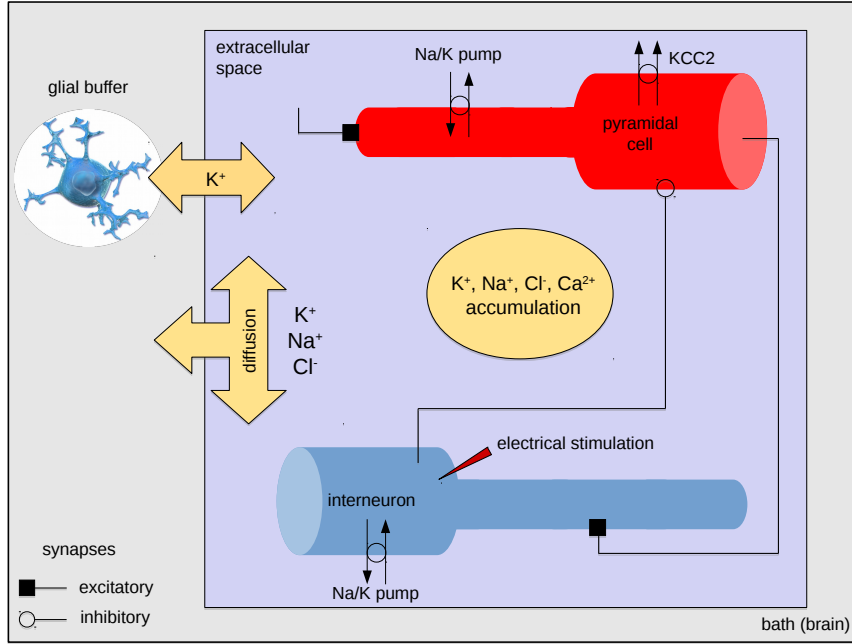 extracellular
space
Na/K pump
KCC2
glial buffer
pyramidal
cell
K⁺
K⁺, Na⁺, Cl⁻, Ca²⁺
accumulation
diffusion
K⁺
Na⁺
Cl⁻
electrical stimulation
interneuron
synapses
excitatory
Na/K pump
inhibitory
bath (brain)